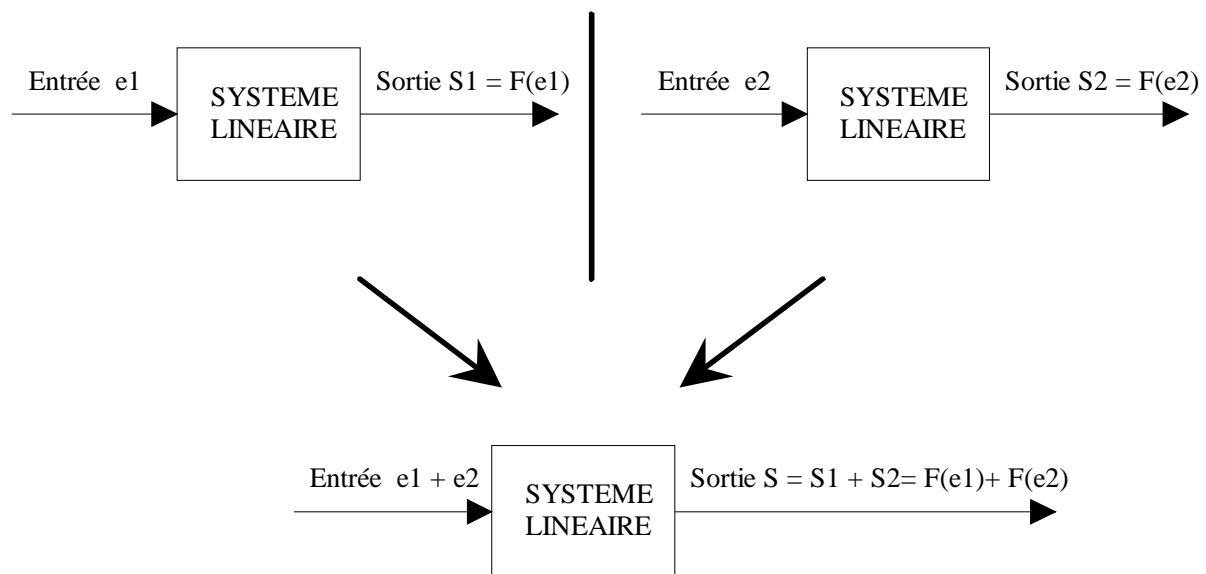 Entrée e1
SYSTEME
LINEAIRE
Sortie S1 = F(e1)
Entrée e2
SYSTEME
LINEAIRE
Sortie S2 = F(e2)
Entrée e1 + e2
SYSTEME
LINEAIRE
Sortie S = S1 + S2= F(e1)+ F(e2)